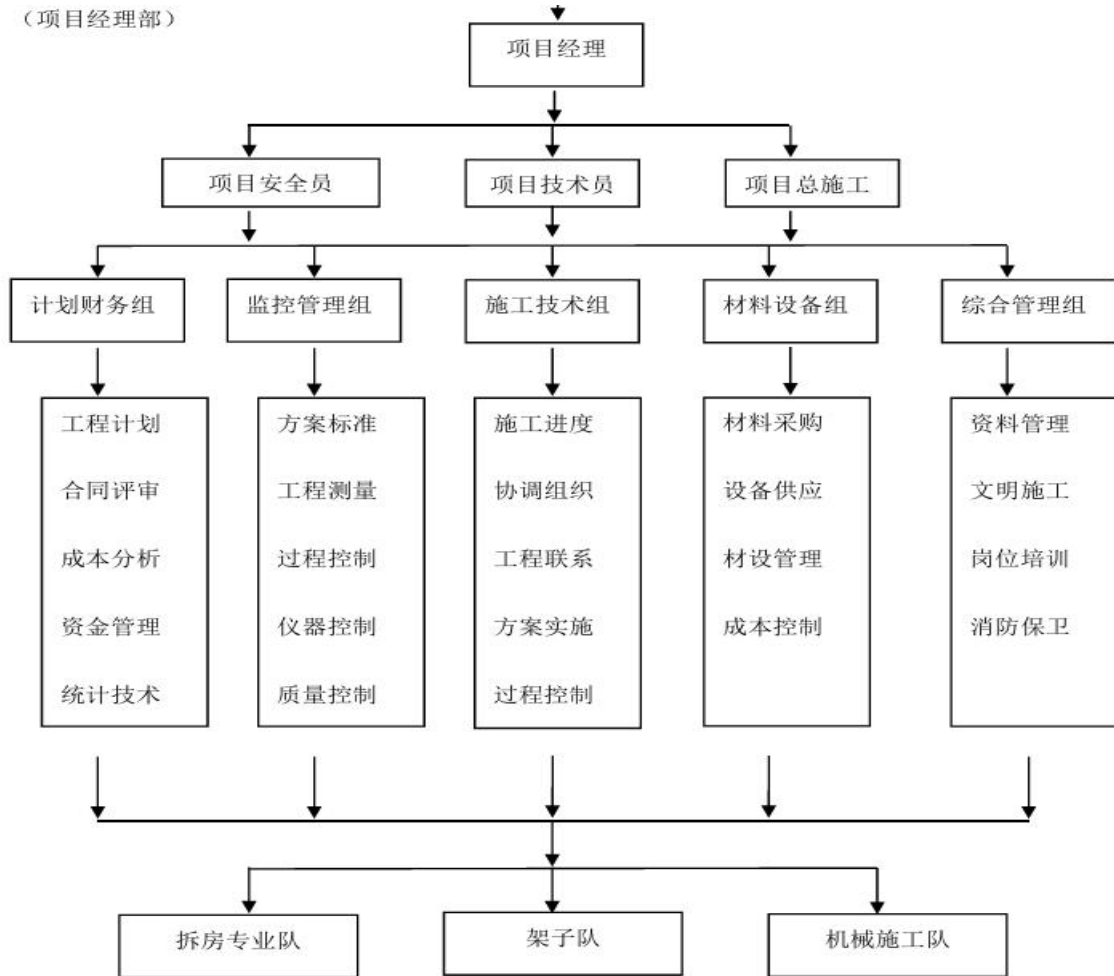 （项目经理部）
项目经理
项目安全员
项目技术员
项目总施工
计划财务组
监控管理组
施工技术组
材料设备组
综合管理组
工程计划
合同评审
成本分析
资金管理
统计技术
方案标准
工程测量
过程控制
仪器控制
质量控制
施工进度
协调组织
工程联系
方案实施
过程控制
材料采购
设备供应
材设管理
成本控制
资料管理
文明施工
岗位培训
消防保卫
拆房专业队
架子队
机械施工队